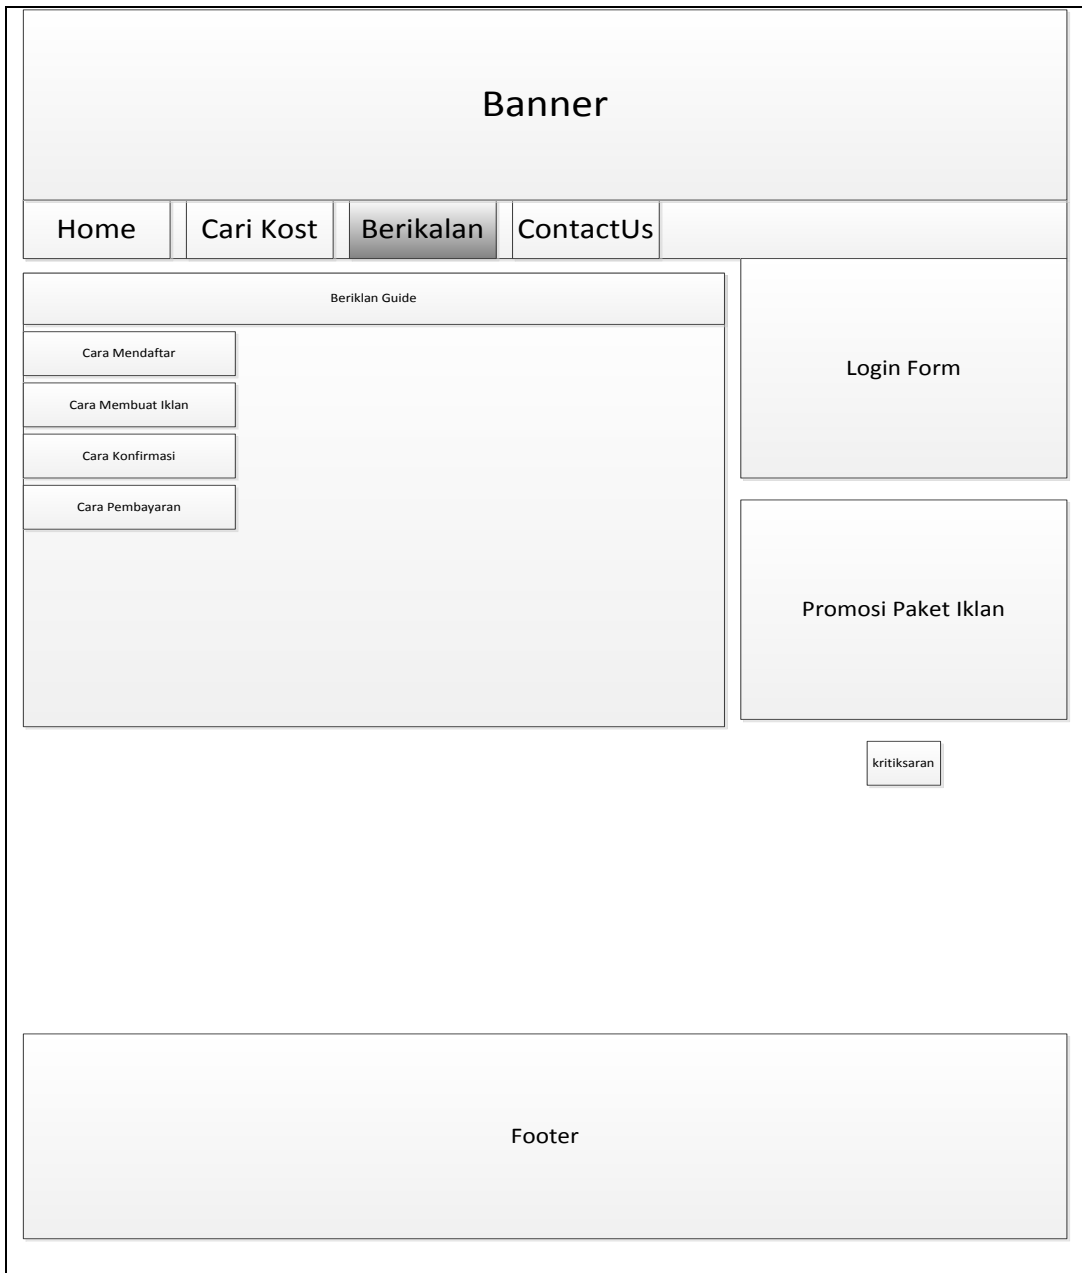 Banner
Home
Cari Kost
Berikalan
ContactUs
Beriklan Guide
Cara Mendaftar
Cara Membuat Iklan
Cara Konfirmasi
Cara Pembayaran
Login Form
Promosi Paket Iklan
kritiksaran
Footer